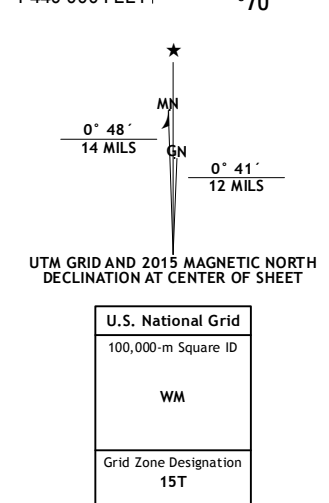 70
MN
0° 48´
14 MILS
GN
0° 41´
12 MILS
UTM GRID AND 2015 MAGNETIC NORTH
DECLINATION AT CENTER OF SHEET
U.S. National Grid
100,000-m Square ID
WM
Grid Zone Designation
15T